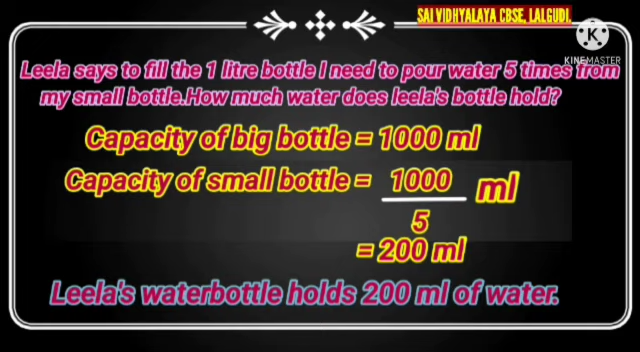 SAI VIDHYALAYA CBSE, LALGUDI.
K
KINEMASTER
Leela says to fill the 1 litre bottle I need to pour water 5 times from
my small bottle.How much water does leela's bottle hold?
Capacity of big bottle = 1000 ml
Capacity of small bottle = 1000 ml
5
= 200 ml
Leela's waterbottle holds 200 ml of water.